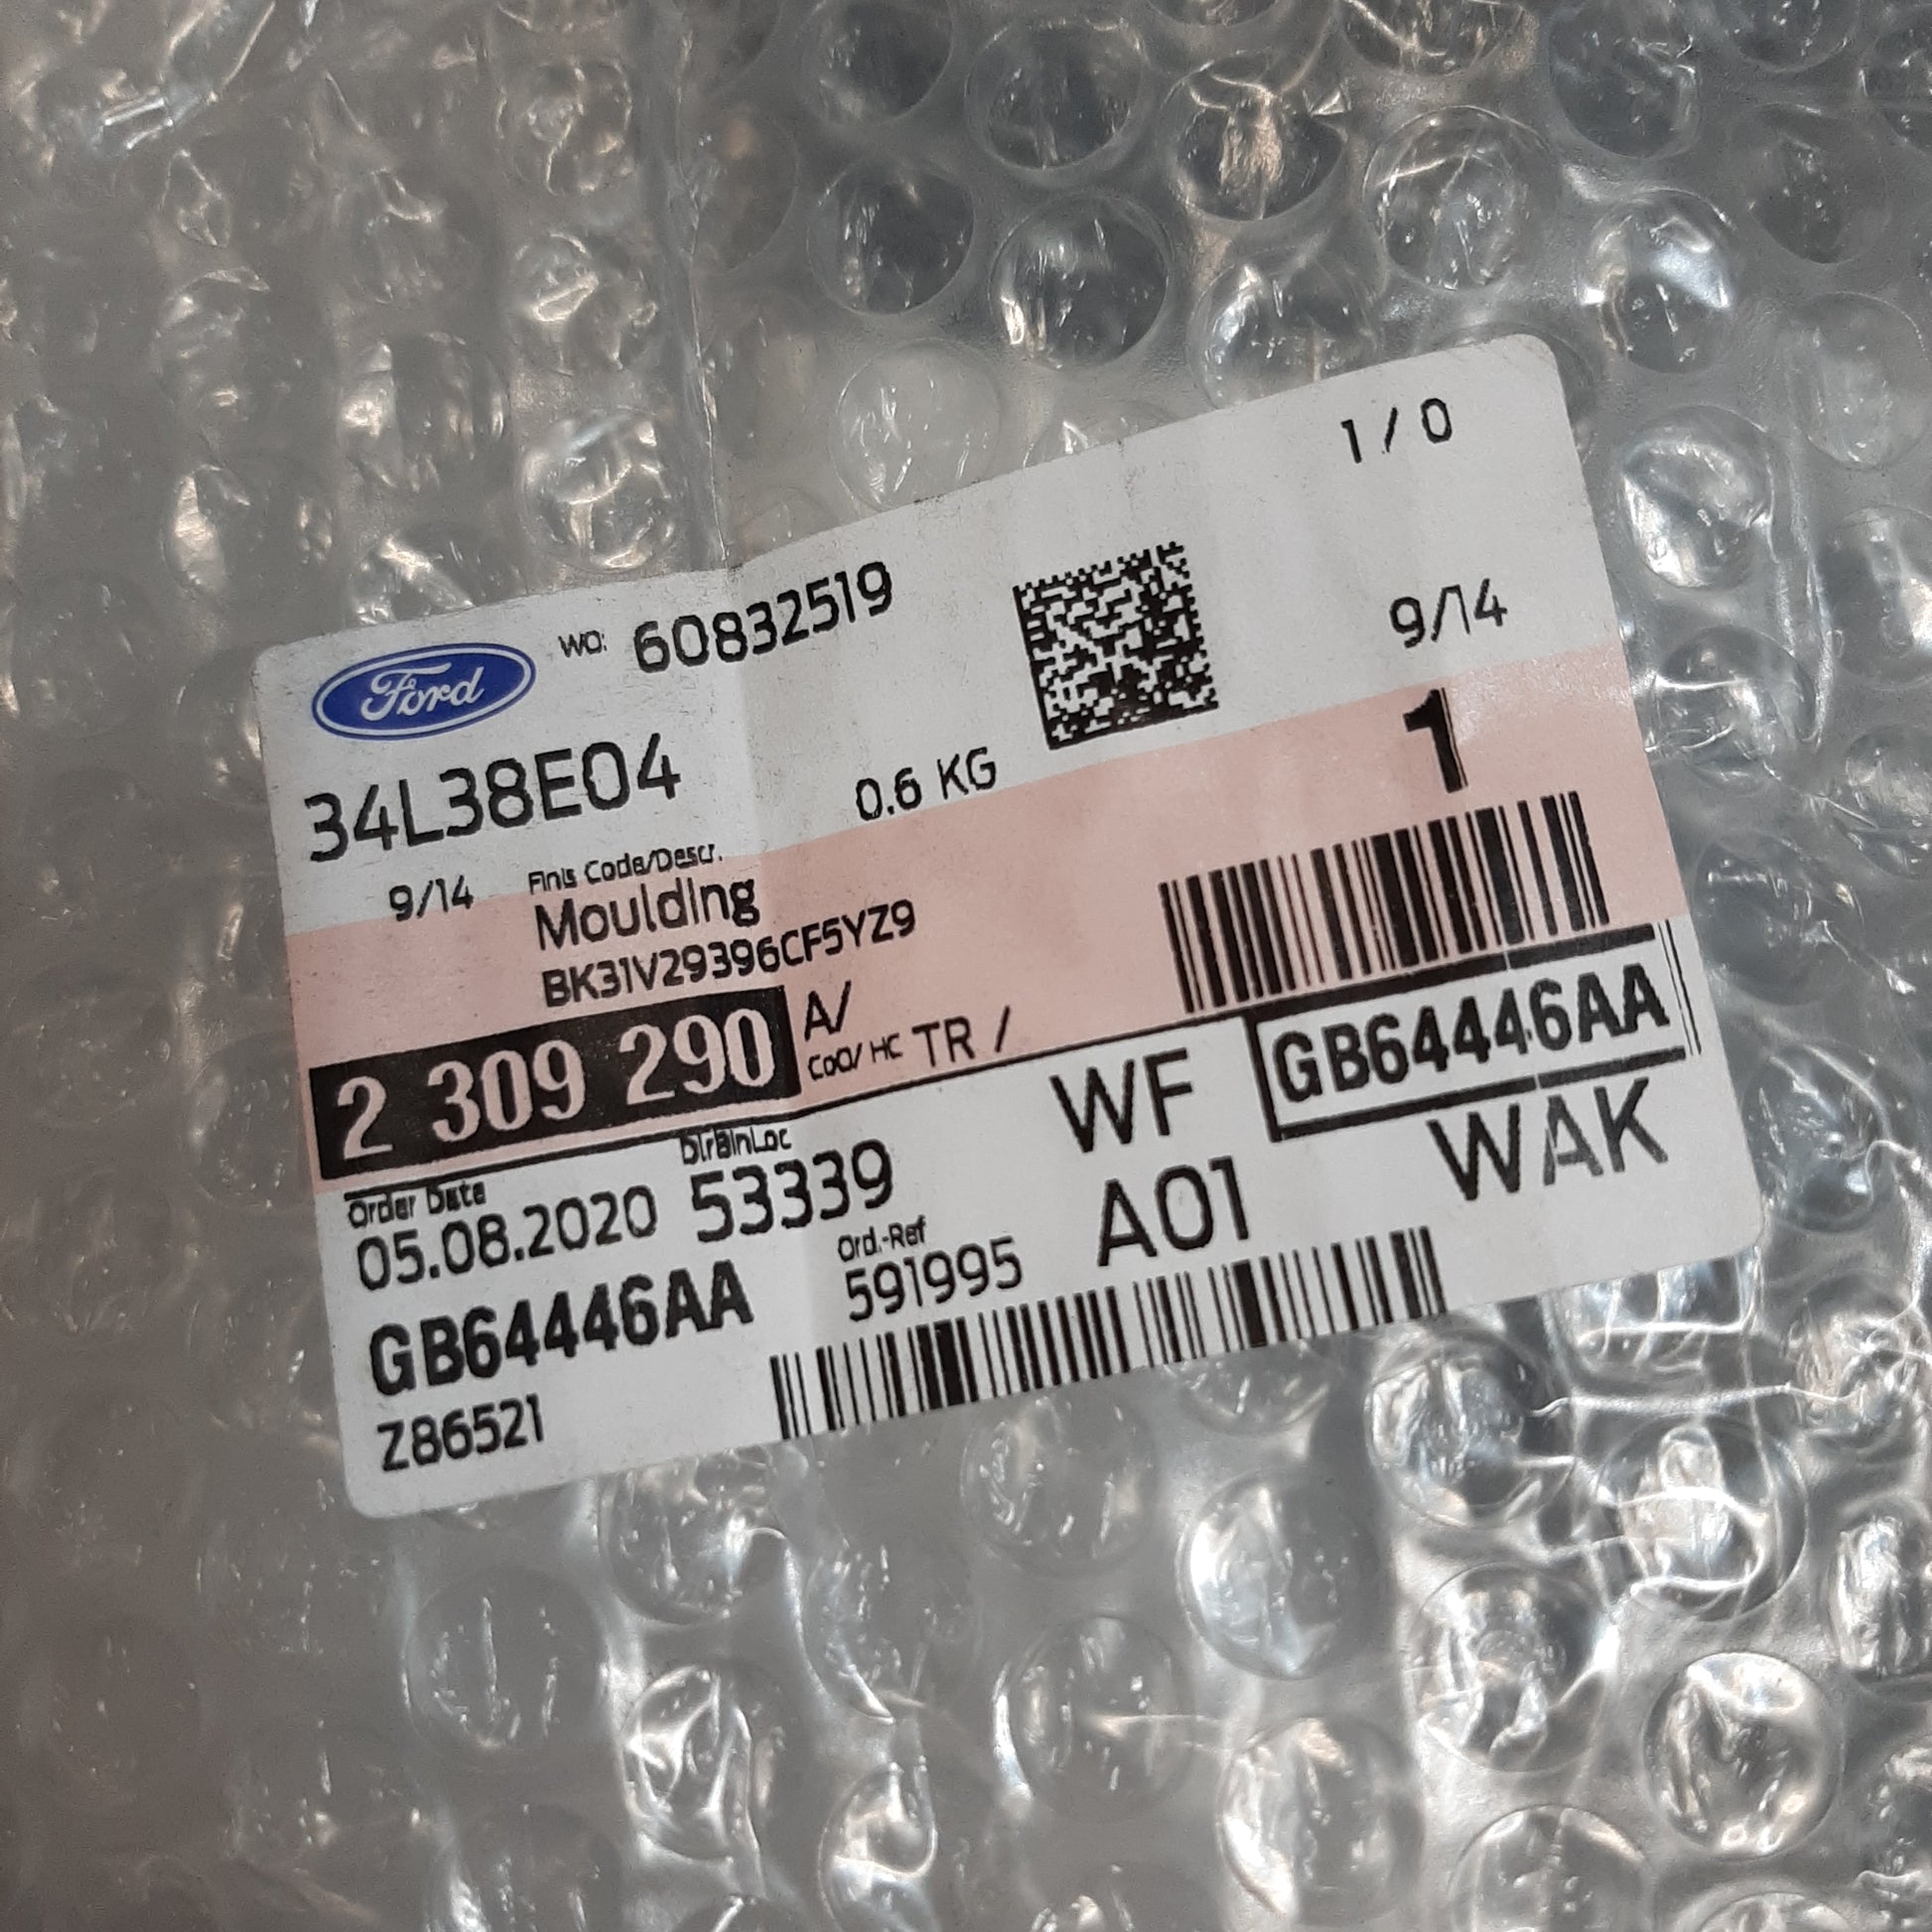 1 / 0
Ford WO: 60832519
9/14
34L38E04 0.6 KG
1
9/14 Finis Code/Descr.
Moulding
BK31V29396CF5YZ9
2 309 290 A/
CoO/ HC TR /
GB64446AA
Order Date DlrBinLoc WF
05.08.2020 53339 WAK
GB64446AA Ord.-Ref A01
591995
Z86521